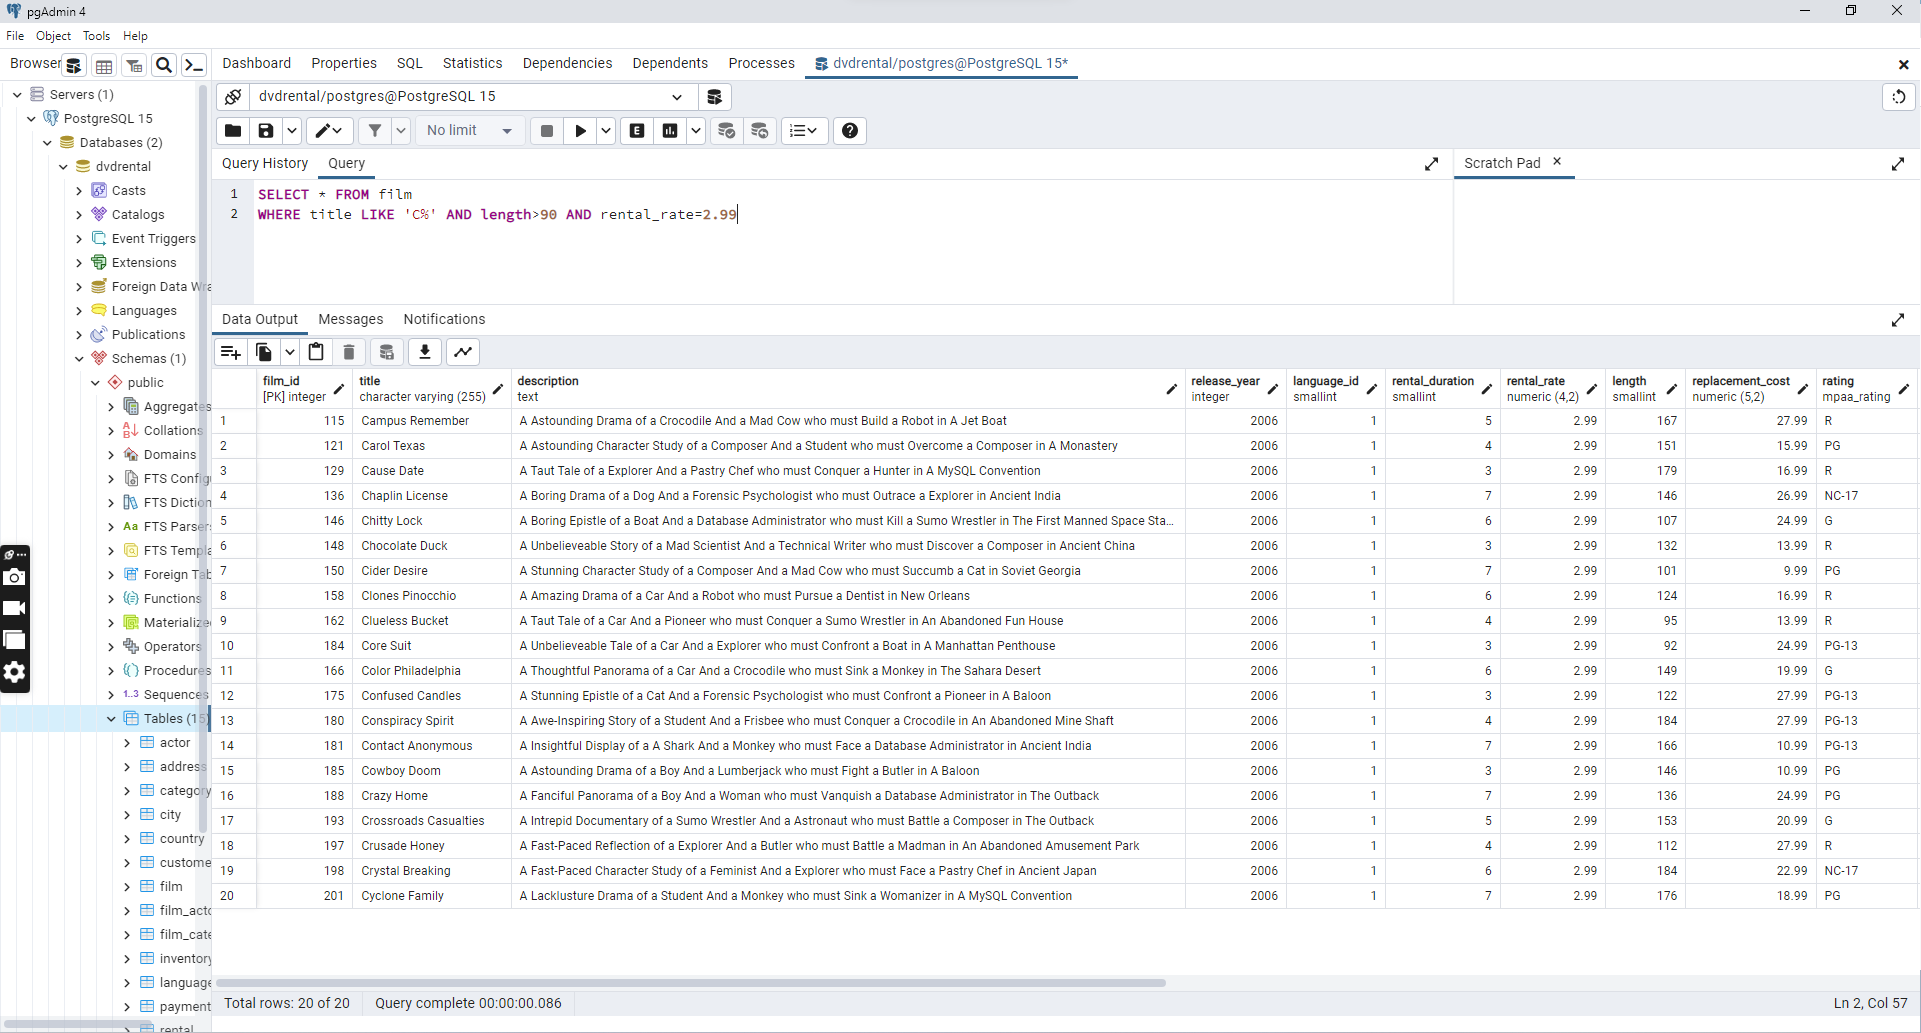 pgAdmin 4
File Object Tools Help
Browser
Dashboard Properties SQL Statistics Dependencies Dependents Processes dvdrental/postgres@PostgreSQL 15*
Servers (1)
PostgreSQL 15
Databases (2)
dvdrental
Casts
Catalogs
Event Triggers
Extensions
Foreign Data Wra
Languages
Publications
Schemas (1)
public
Aggregates
Collations
Domains
FTS Config
FTS Diction
Aa FTS Parsers
FTS Templa
Foreign Tab
Functions
Materialize
Operators
Procedures
1..3 Sequences
Tables (15)
actor
address
category
city
country
custome
film
film_acto
film_cate
inventory
language
payment
rental
dvdrental/postgres@PostgreSQL 15
No limit
E
Query History Query
Scratch Pad
1 SELECT * FROM film
2 WHERE title LIKE 'C%' AND length>90 AND rental_rate=2.99
Data Output Messages Notifications
film_id title description release_year language_id rental_duration rental_rate length replacement_cost rating
[PK] integer character varying (255) text integer smallint smallint numeric (4,2) smallint numeric (5,2) mpaa_rating
1 115 Campus Remember A Astounding Drama of a Crocodile And a Mad Cow who must Build a Robot in A Jet Boat 2006 1 5 2.99 167 27.99 R
2 121 Carol Texas A Astounding Character Study of a Composer And a Student who must Overcome a Composer in A Monastery 2006 1 4 2.99 151 15.99 PG
3 129 Cause Date A Taut Tale of a Explorer And a Pastry Chef who must Conquer a Hunter in A MySQL Convention 2006 1 3 2.99 179 16.99 R
4 136 Chaplin License A Boring Drama of a Dog And a Forensic Psychologist who must Outrace a Explorer in Ancient India 2006 1 7 2.99 146 26.99 NC-17
5 146 Chitty Lock A Boring Epistle of a Boat And a Database Administrator who must Kill a Sumo Wrestler in The First Manned Space Sta... 2006 1 6 2.99 107 24.99 G
6 148 Chocolate Duck A Unbelieveable Story of a Mad Scientist And a Technical Writer who must Discover a Composer in Ancient China 2006 1 3 2.99 132 13.99 R
7 150 Cider Desire A Stunning Character Study of a Composer And a Mad Cow who must Succumb a Cat in Soviet Georgia 2006 1 7 2.99 101 9.99 PG
8 158 Clones Pinocchio A Amazing Drama of a Car And a Robot who must Pursue a Dentist in New Orleans 2006 1 6 2.99 124 16.99 R
9 162 Clueless Bucket A Taut Tale of a Car And a Pioneer who must Conquer a Sumo Wrestler in An Abandoned Fun House 2006 1 4 2.99 95 13.99 R
10 184 Core Suit A Unbelieveable Tale of a Car And a Explorer who must Confront a Boat in A Manhattan Penthouse 2006 1 3 2.99 92 24.99 PG-13
11 166 Color Philadelphia A Thoughtful Panorama of a Car And a Crocodile who must Sink a Monkey in The Sahara Desert 2006 1 6 2.99 149 19.99 G
12 175 Confused Candles A Stunning Epistle of a Cat And a Forensic Psychologist who must Confront a Pioneer in A Baloon 2006 1 3 2.99 122 27.99 PG-13
13 180 Conspiracy Spirit A Awe-Inspiring Story of a Student And a Frisbee who must Conquer a Crocodile in An Abandoned Mine Shaft 2006 1 4 2.99 184 27.99 PG-13
14 181 Contact Anonymous A Insightful Display of a A Shark And a Monkey who must Face a Database Administrator in Ancient India 2006 1 7 2.99 166 10.99 PG-13
15 185 Cowboy Doom A Astounding Drama of a Boy And a Lumberjack who must Fight a Butler in A Baloon 2006 1 3 2.99 146 10.99 PG
16 188 Crazy Home A Fanciful Panorama of a Boy And a Woman who must Vanquish a Database Administrator in The Outback 2006 1 7 2.99 136 24.99 PG
17 193 Crossroads Casualties A Intrepid Documentary of a Sumo Wrestler And a Astronaut who must Battle a Composer in The Outback 2006 1 5 2.99 153 20.99 G
18 197 Crusade Honey A Fast-Paced Reflection of a Explorer And a Butler who must Battle a Madman in An Abandoned Amusement Park 2006 1 4 2.99 112 27.99 R
19 198 Crystal Breaking A Fast-Paced Character Study of a Feminist And a Explorer who must Face a Pastry Chef in Ancient Japan 2006 1 6 2.99 184 22.99 NC-17
20 201 Cyclone Family A Lacklusture Drama of a Student And a Monkey who must Sink a Womanizer in A MySQL Convention 2006 1 7 2.99 176 18.99 PG
Total rows: 20 of 20 Query complete 00:00:00.086 Ln 2, Col 57